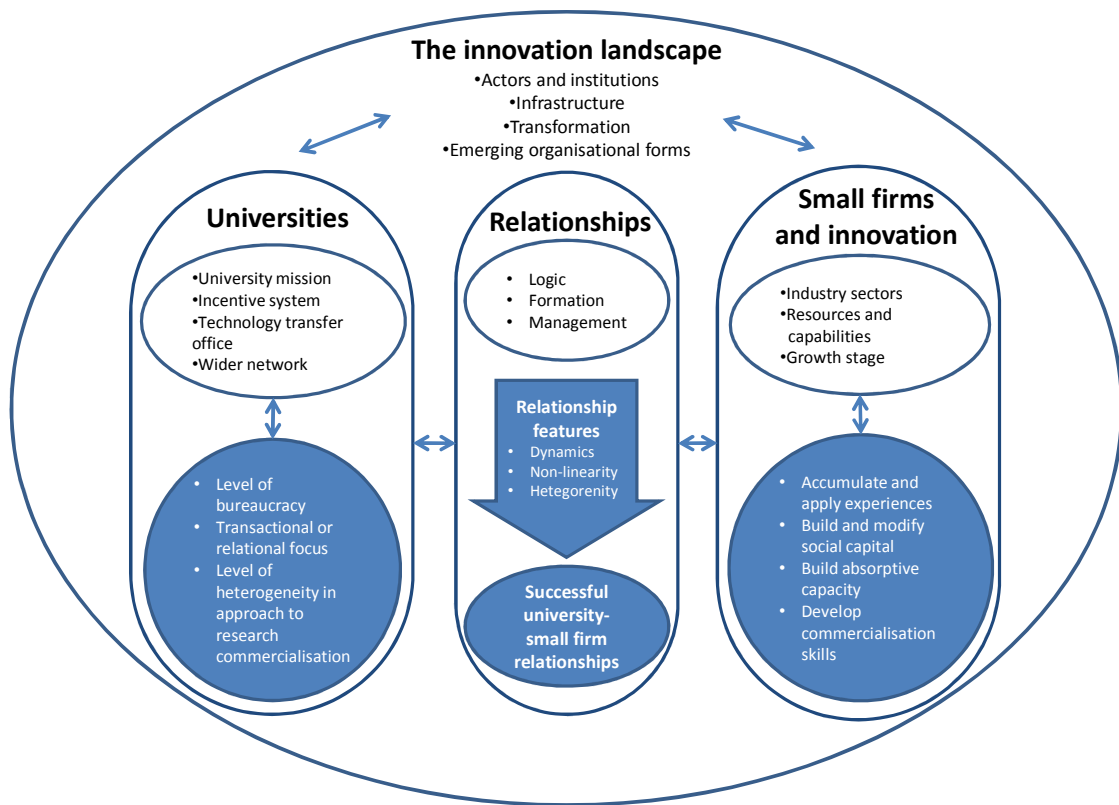 The innovation landscape
•Actors and institutions
•Infrastructure
•Transformation
•Emerging organisational forms
Universities
•University mission
•Incentive system
•Technology transfer
office
•Wider network
• Level of
bureaucracy
• Transactional or
relational focus
• Level of
heterogeneity in
approach to
research
commercialisation
Relationships
• Logic
• Formation
• Management
Relationship
features
• Dynamics
• Non-linearity
• Hetegorenity
Successful
university-
small firm
relationships
Small firms
and innovation
•Industry sectors
•Resources and
capabilities
•Growth stage
• Accumulate and
apply experiences
• Build and modify
social capital
• Build absorptive
capacity
• Develop
commercialisation
skills